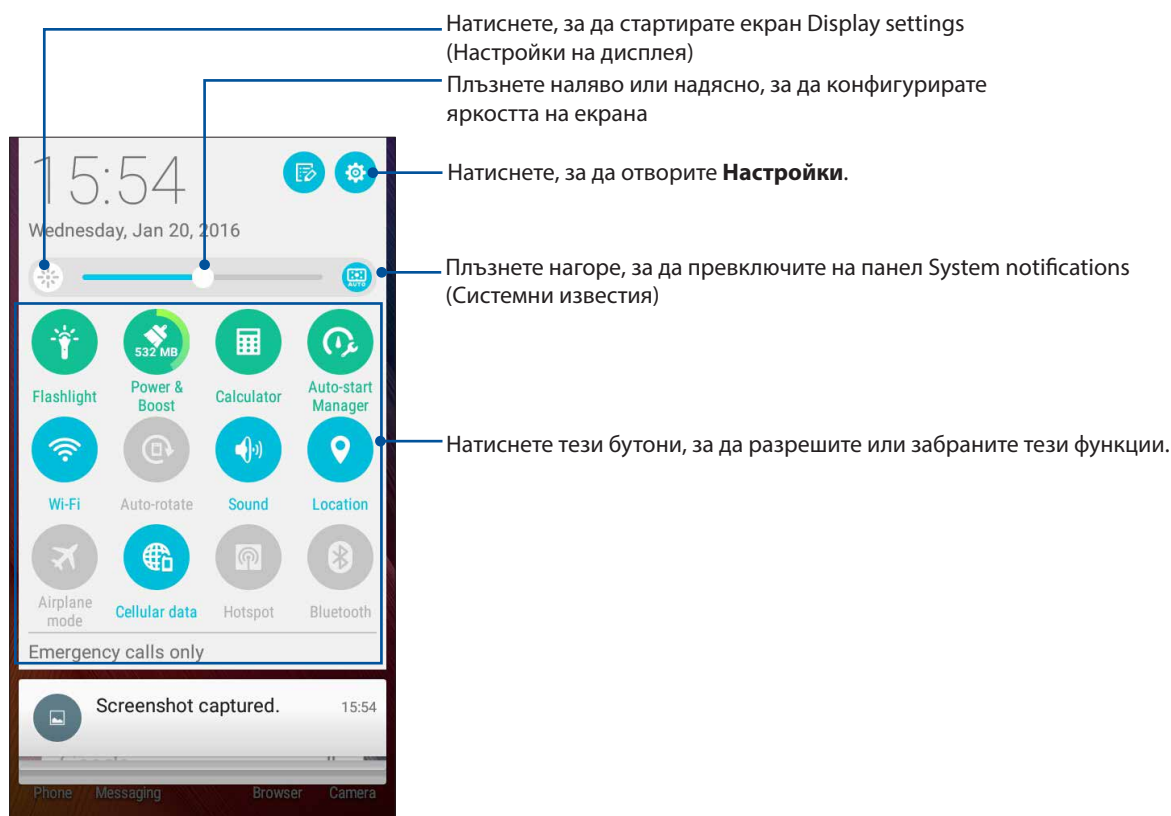 Натиснете, за да стартирате екран Display settings
(Настройки на дисплея)
Плъзнете наляво или надясно, за да конфигурирате
яркостта на екрана
15:54
Натиснете, за да отворите Настройки.
Wednesday, Jan 20, 2016
AUTO
Плъзнете нагоре, за да превключите на панел System notifications
(Системни известия)
532 MB
Flashlight
Power &
Boost
Calculator
Auto-start
Manager
Натиснете тези бутони, за да разрешите или забраните тези функции.
Wi-Fi
Auto-rotate
Sound
Location
Airplane
mode
Cellular data
Hotspot
Bluetooth
Emergency calls only
Screenshot captured.
15:54
Phone
Messaging
Browser
Camera